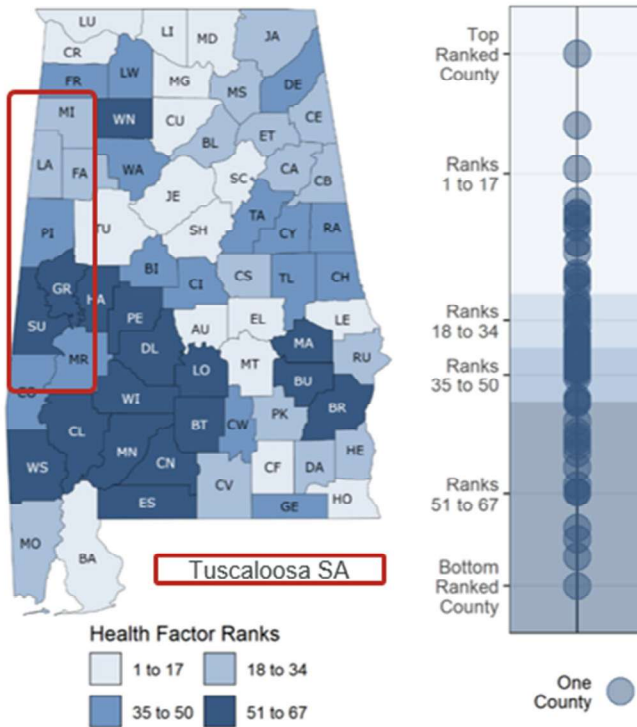 LU LI MD JA
CR
FR LW MG DE
MI MS CE
WN CU
LA BL ET
FA WA CA CB
SC
JE
PI TU SH TA CY RA
BI
GR HA CI CS TL CH
SU PE AU EL LE
DL MA
MR LO MT RU
BU
WI BR
CL BT CW PK
MN HE
WS CN CF DA
ES CV GE HO
MO BA
Tuscaloosa SA
Health Factor Ranks
1 to 17 18 to 34
35 to 50 51 to 67
Top
Ranked
County
Ranks
1 to 17
Ranks
18 to 34
Ranks
35 to 50
Ranks
51 to 67
Bottom
Ranked
County
One
County